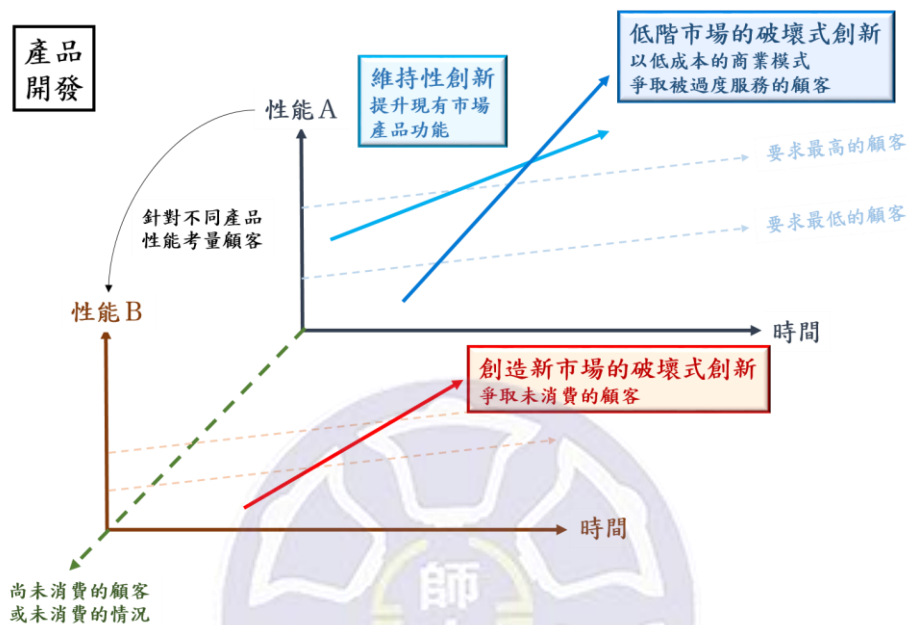 產品
開發
性能A
維持性創新
提升現有市場
產品功能
低階市場的破壞式創新
以低成本的商業模式
爭取被過度服務的顧客
要求最高的顧客
要求最低的顧客
針對不同產品
性能考量顧客
性能B
時間
創造新市場的破壞式創新
爭取未消費的顧客
時間
尚未消費的顧客
或未消費的情況
師